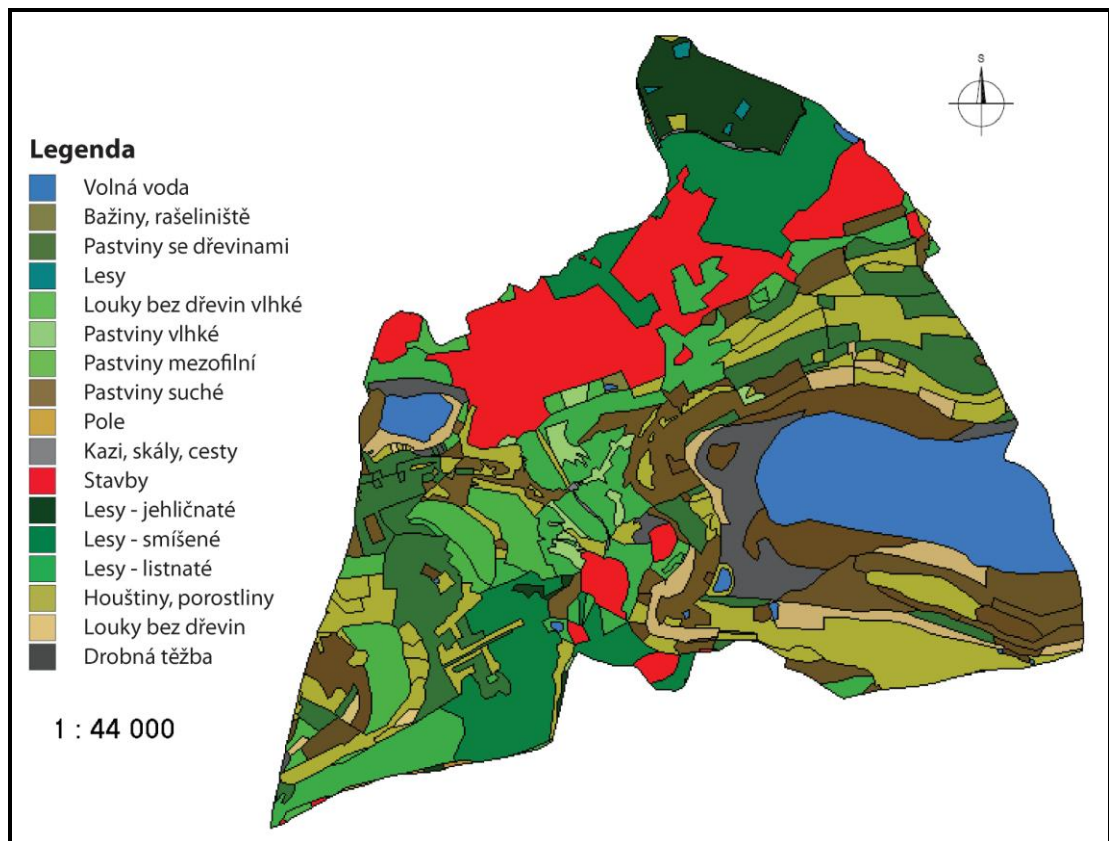 S
Legenda
Volná voda
Bažiny, rašeliniště
Pastviny se dřevinami
Lesy
Louky bez dřevin vlhké
Pastviny vlhké
Pastviny mezofilní
Pastviny suché
Pole
Kazi, skály, cesty
Stavby
Lesy - jehličnaté
Lesy - smíšené
Lesy - listnaté
Houštiny, porostliny
Louky bez dřevin
Drobná těžba
1 : 44 000